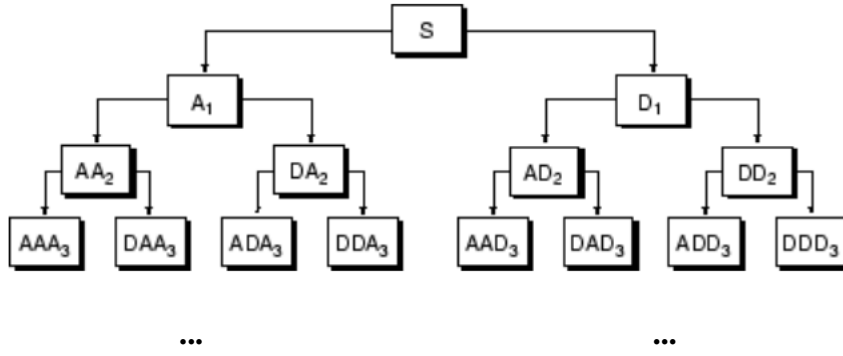 S
A₁ D₁
AA₂ DA₂ AD₂ DD₂
AAA₃ DAA₃ ADA₃ DDA₃ AAD₃ DAD₃ ADD₃ DDD₃
... ...